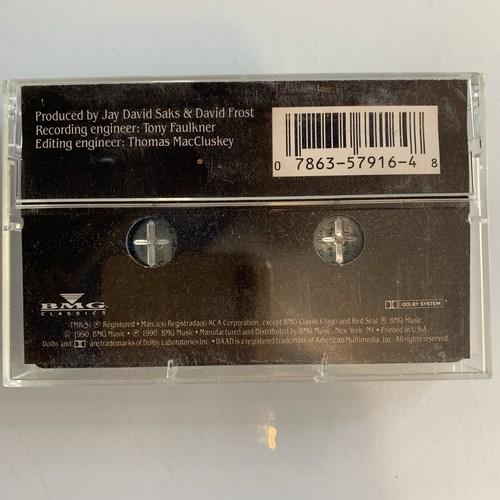 Produced by Jay David Saks & David Frost
Recording engineer: Tony Faulkner
Editing engineer: Thomas MacCluskey
0 7863-57916-4 8
BMG
CLASSICS
DOLBY SYSTEM
TMK(S) ® Registered • Marca(s) Registrada(s) RCA Corporation, except BMG Classics logo and Red Seal ® BMG Music
© 1990, BMG Music • ℗ 1990, BMG Music • Manufactured and Distributed by BMG Music, New York, NY • Printed in U.S.A.
Dolby and are trademarks of Dolby Laboratories Inc. • DAAD is a registered trademark of American Multimedia, Inc. All rights reserved.